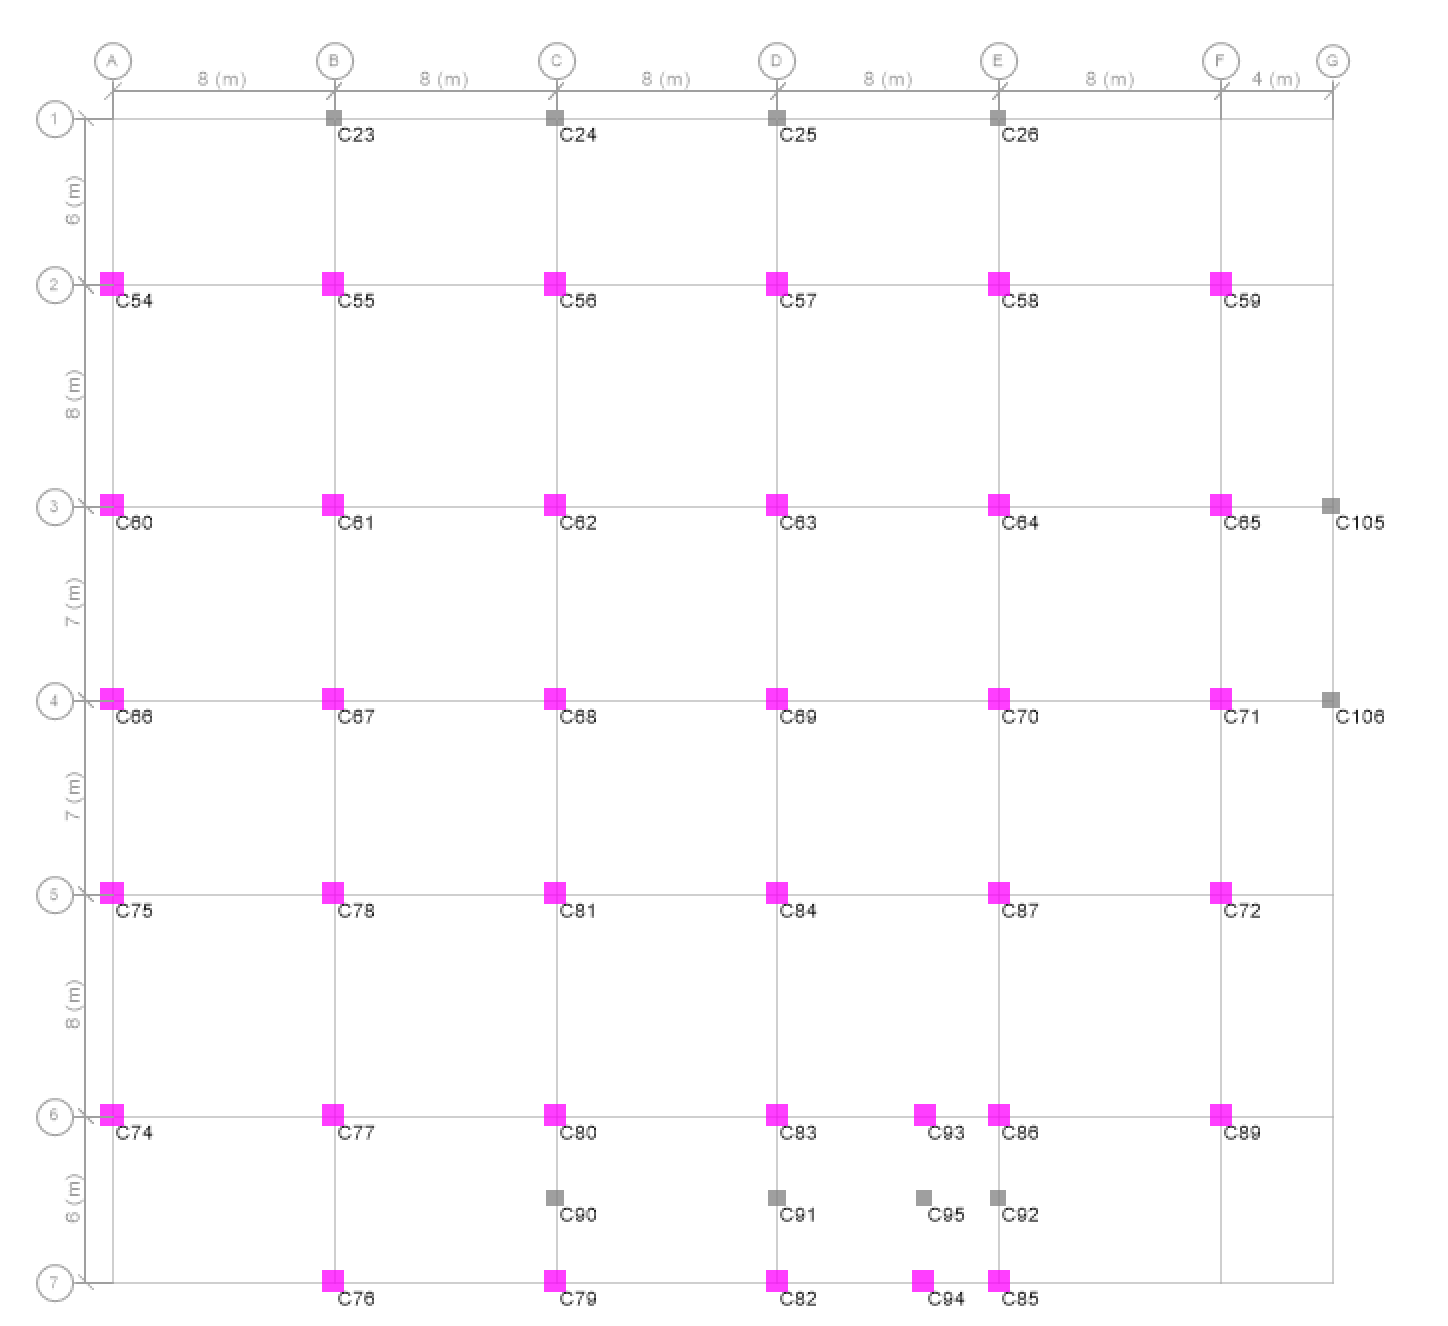 A B C D E F G
8 (m) 8 (m) 8 (m) 8 (m) 8 (m) 4 (m)
1
C23 C24 C25 C26
6 (m)
2
C54 C55 C56 C57 C58 C59
8 (m)
3
C60 C61 C62 C63 C64 C65 C105
7 (m)
4
C66 C67 C68 C69 C70 C71 C106
7 (m)
5
C75 C78 C81 C84 C87 C72
8 (m)
6
C74 C77 C80 C83 C93 C86 C89
6 (m)
C90 C91 C95 C92
7
C76 C79 C82 C94 C85